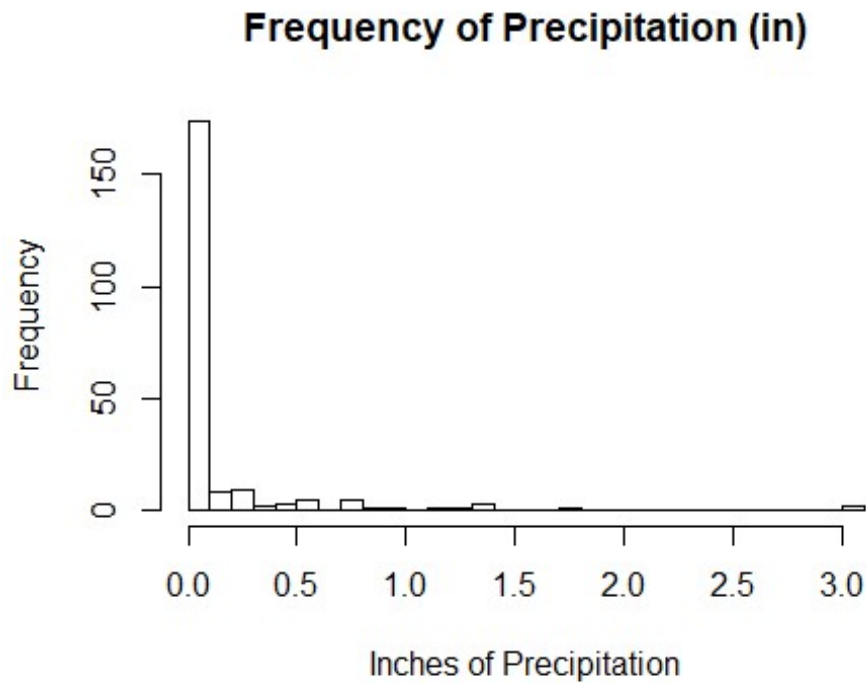 Frequency of Precipitation (in)
Frequency
150
100
50
0
0.0 0.5 1.0 1.5 2.0 2.5 3.0
Inches of Precipitation